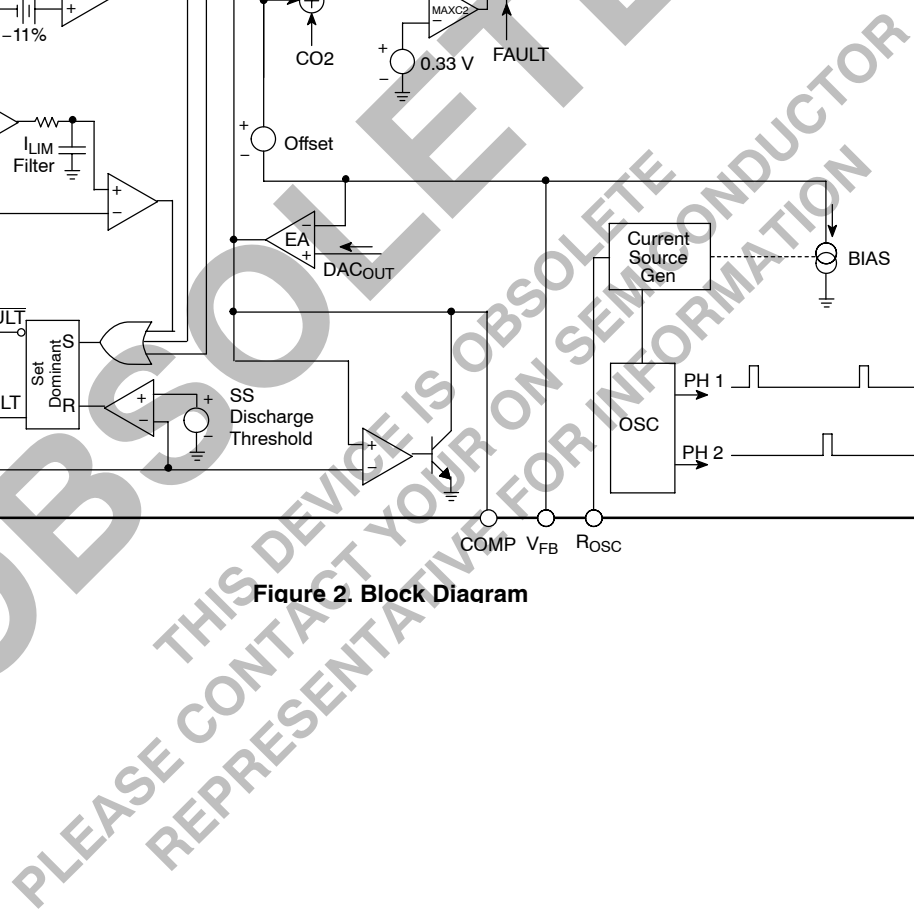 −11%
+
CO2
MAXC2
−
+
−
0.33 V
FAULT
ILIM
Filter
+
−
Offset
+
−
EA
−
+
DACOUT
Current
Source
Gen
BIAS
ULT
LT
Set
Dominant
S
R
+
−
+
−
SS
Discharge
Threshold
+
−
OSC
PH 1
PH 2
COMP
VFB
ROSC
Figure 2. Block Diagram
OBSOLETE
THIS DEVICE IS OBSOLETE
PLEASE CONTACT YOUR ON SEMICONDUCTOR
REPRESENTATIVE FOR INFORMATION